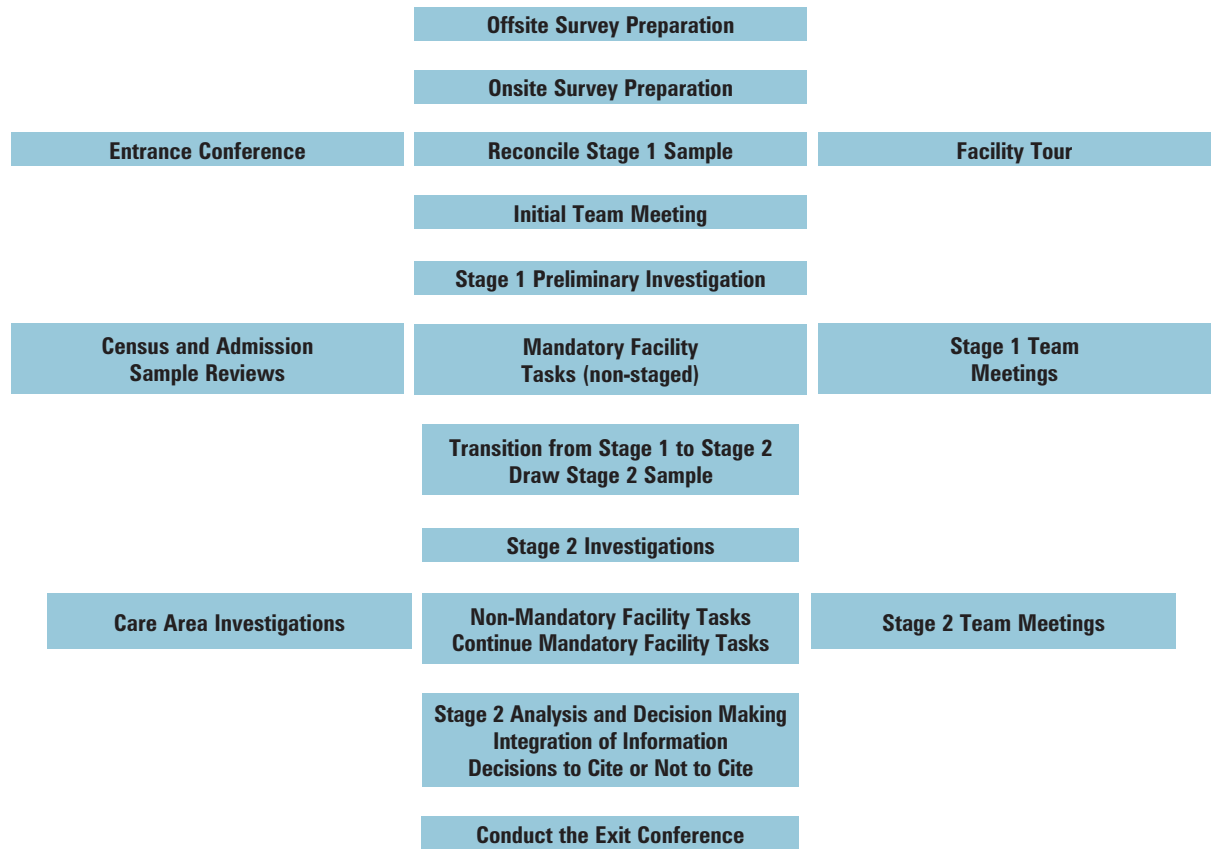 Offsite Survey Preparation
Onsite Survey Preparation
Entrance Conference
Reconcile Stage 1 Sample
Facility Tour
Initial Team Meeting
Stage 1 Preliminary Investigation
Census and Admission
Sample Reviews
Mandatory Facility
Tasks (non-staged)
Stage 1 Team
Meetings
Transition from Stage 1 to Stage 2
Draw Stage 2 Sample
Stage 2 Investigations
Care Area Investigations
Non-Mandatory Facility Tasks
Continue Mandatory Facility Tasks
Stage 2 Team Meetings
Stage 2 Analysis and Decision Making
Integration of Information
Decisions to Cite or Not to Cite
Conduct the Exit Conference